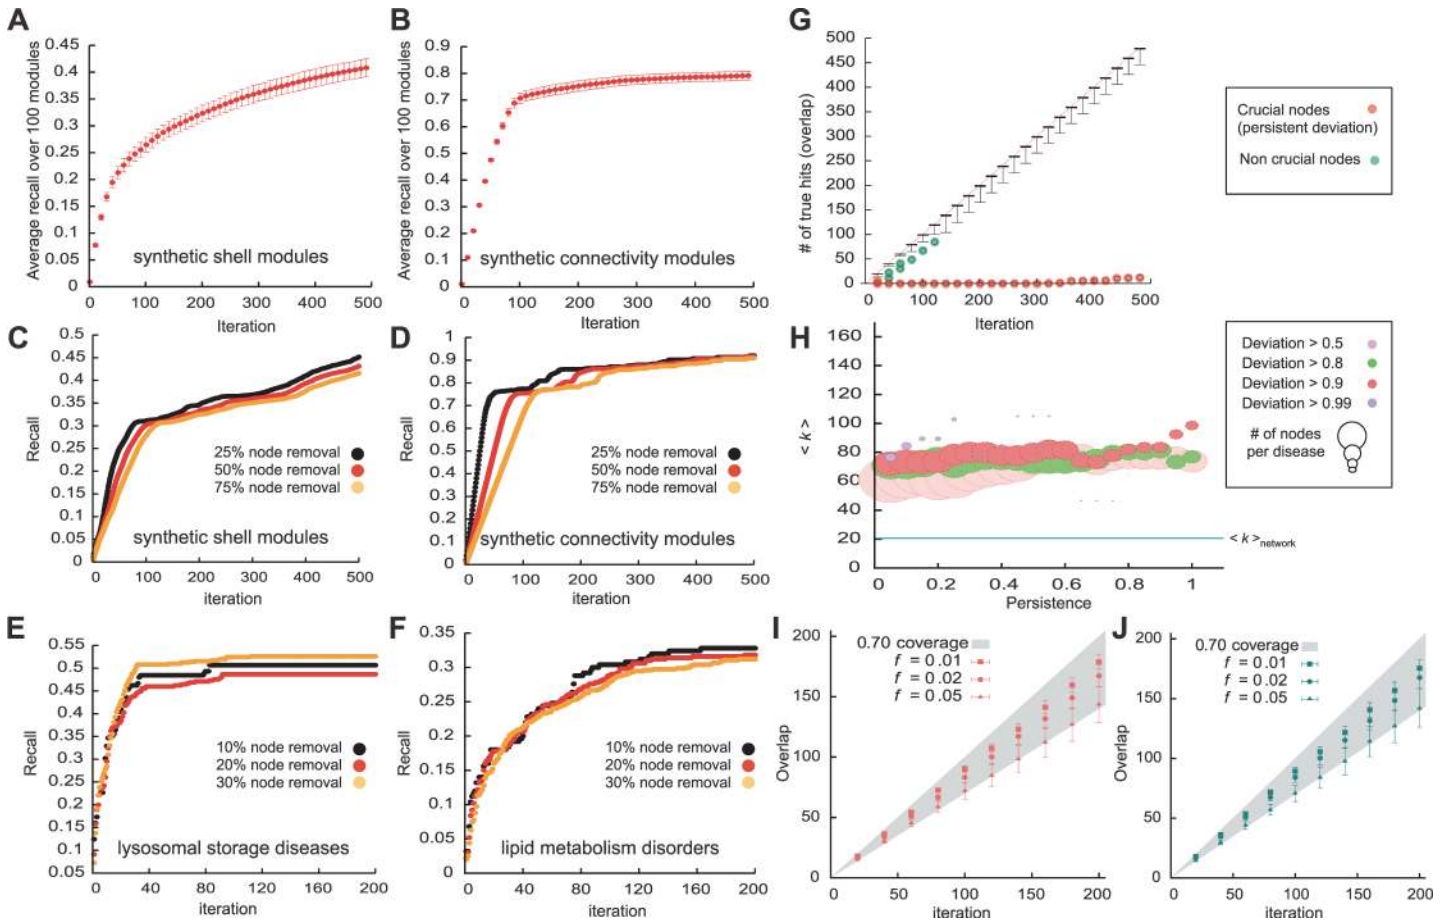 A
Average recall over 100 modules
0.45
0.4
0.35
0.3
0.25
0.2
0.15
0.1
0.05
0
synthetic shell modules
0
100
200
300
400
500
Iteration
B
Average recall over 100 modules
0.9
0.8
0.7
0.6
0.5
0.4
0.3
0.2
0.1
0
synthetic connectivity modules
0
100
200
300
400
500
Iteration
G
# of true hits (overlap)
500
450
400
350
300
250
200
150
100
50
0
0
100
200
300
400
500
Iteration
Crucial nodes
(persistent deviation)
Non crucial nodes
C
Recall
0.5
0.45
0.4
0.35
0.3
0.25
0.2
0.15
0.1
0.05
0
25% node removal
50% node removal
75% node removal
synthetic shell modules
0
100
200
300
400
500
iteration
D
Recall
1
0.9
0.8
0.7
0.6
0.5
0.4
0.3
0.2
0.1
0
25% node removal
50% node removal
75% node removal
synthetic connectivity modules
0
100
200
300
400
500
iteration
H
< k >
160
140
120
100
80
60
40
20
0
< k >network
0
0.2
0.4
0.6
0.8
1
Persistence
Deviation > 0.5
Deviation > 0.8
Deviation > 0.9
Deviation > 0.99
# of nodes
per disease
E
Recall
0.55
0.5
0.45
0.4
0.35
0.3
0.25
0.2
0.15
0.1
0.05
0
10% node removal
20% node removal
30% node removal
lysosomal storage diseases
0
40
80
120
160
200
iteration
F
Recall
0.35
0.3
0.25
0.2
0.15
0.1
0.05
0
10% node removal
20% node removal
30% node removal
lipid metabolism disorders
0
40
80
120
160
200
iteration
I
Overlap
200
150
100
50
0
0.70 coverage
f = 0.01
f = 0.02
f = 0.05
0
50
100
150
200
iteration
J
Overlap
200
150
100
50
0
0.70 coverage
f = 0.01
f = 0.02
f = 0.05
0
50
100
150
200
iteration